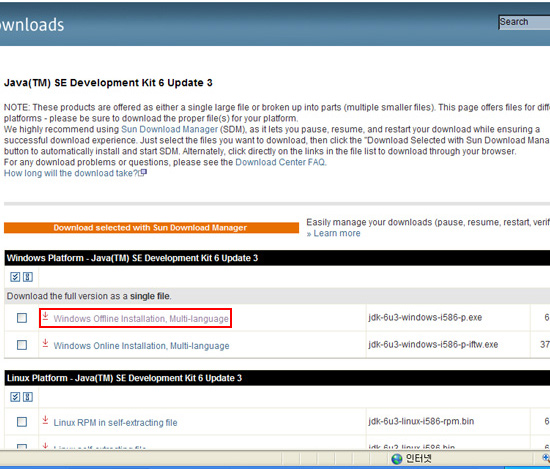 Downloads
Search
Java(TM) SE Development Kit 6 Update 3
NOTE: These products are offered as either a single large file or broken up into parts (multiple smaller files). This page offers files for
platforms - please be sure to download the proper file(s) for your platform.
We highly recommend using Sun Download Manager (SDM), as it lets you pause, resume, and restart your download while ensuring a
successful download experience. Just select the files you want to download, then click the "Download Selected with Sun Download
button to automatically install and start SDM. Alternately, click directly on the links in the file list to download through your browser.
For any download problems or questions, please see the Download Center FAQ.
How long will the download take?
Download selected with Sun Download Manager
Easily manage your downloads (pause, resume, restart,
» Learn more
Windows Platform - Java(TM) SE Development Kit 6 Update 3
Download the full version as a single file.
Windows Offline Installation, Multi-language
jdk-6u3-windows-i586-p.exe
Windows Online Installation, Multi-language
jdk-6u3-windows-i586-p-iftw.exe
Linux Platform - Java(TM) SE Development Kit 6 Update 3
Linux RPM in self-extracting file
jdk-6u3-linux-i586-rpm.bin
Linux self-extracting file
jdk-6u3-linux-i586.bin
인터넷